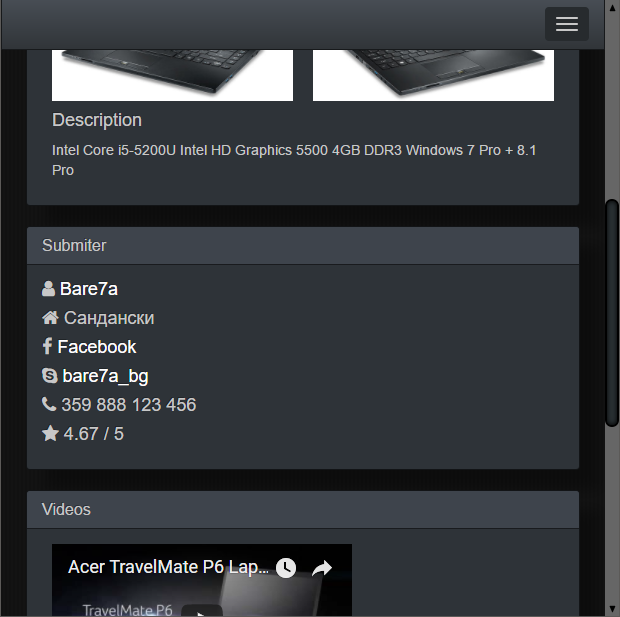 Description
Intel Core i5-5200U Intel HD Graphics 5500 4GB DDR3 Windows 7 Pro + 8.1
Pro
Submiter
Bare7a
Сандански
Facebook
bare7a_bg
359 888 123 456
4.67 / 5
Videos
Acer TravelMate P6 Lap...
TravelMate P6